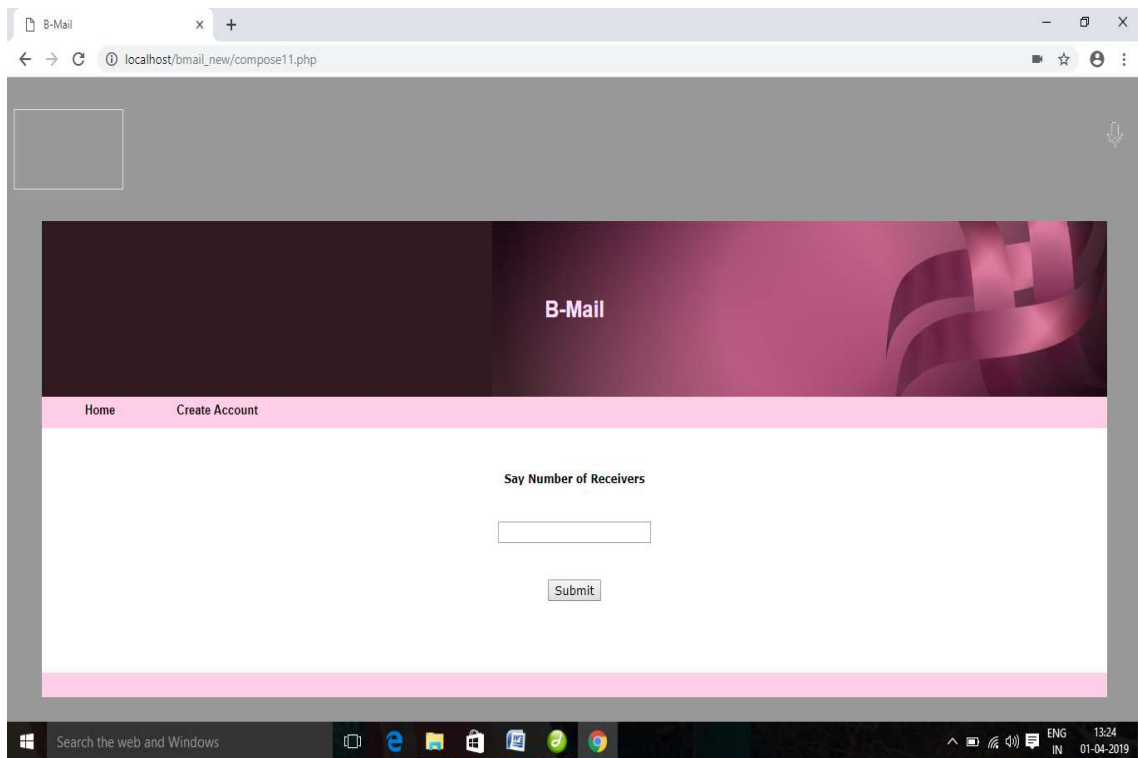 B-Mail
localhost/bmail_new/compose11.php
B-Mail
Home Create Account
Say Number of Receivers
Submit
Search the web and Windows
ENG 13:24
IN 01-04-2019